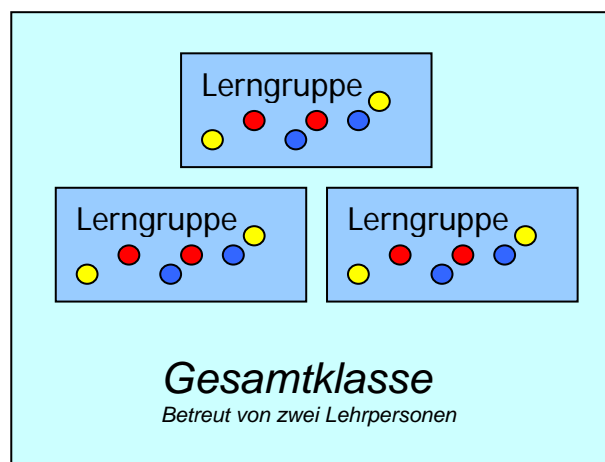 Lerngruppe
Lerngruppe
Lerngruppe
Gesamtklasse
Betreut von zwei Lehrpersonen